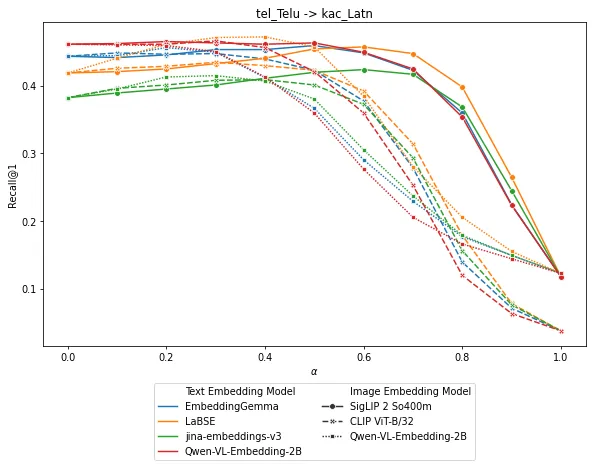 tel_Telu -> kac_Latn
Recall@1
0.4
0.3
0.2
0.1
0.0
0.2
0.4
0.6
0.8
1.0
α
Text Embedding Model
EmbeddingGemma
LaBSE
jina-embeddings-v3
Qwen-VL-Embedding-2B
Image Embedding Model
SigLIP 2 So400m
CLIP ViT-B/32
Qwen-VL-Embedding-2B